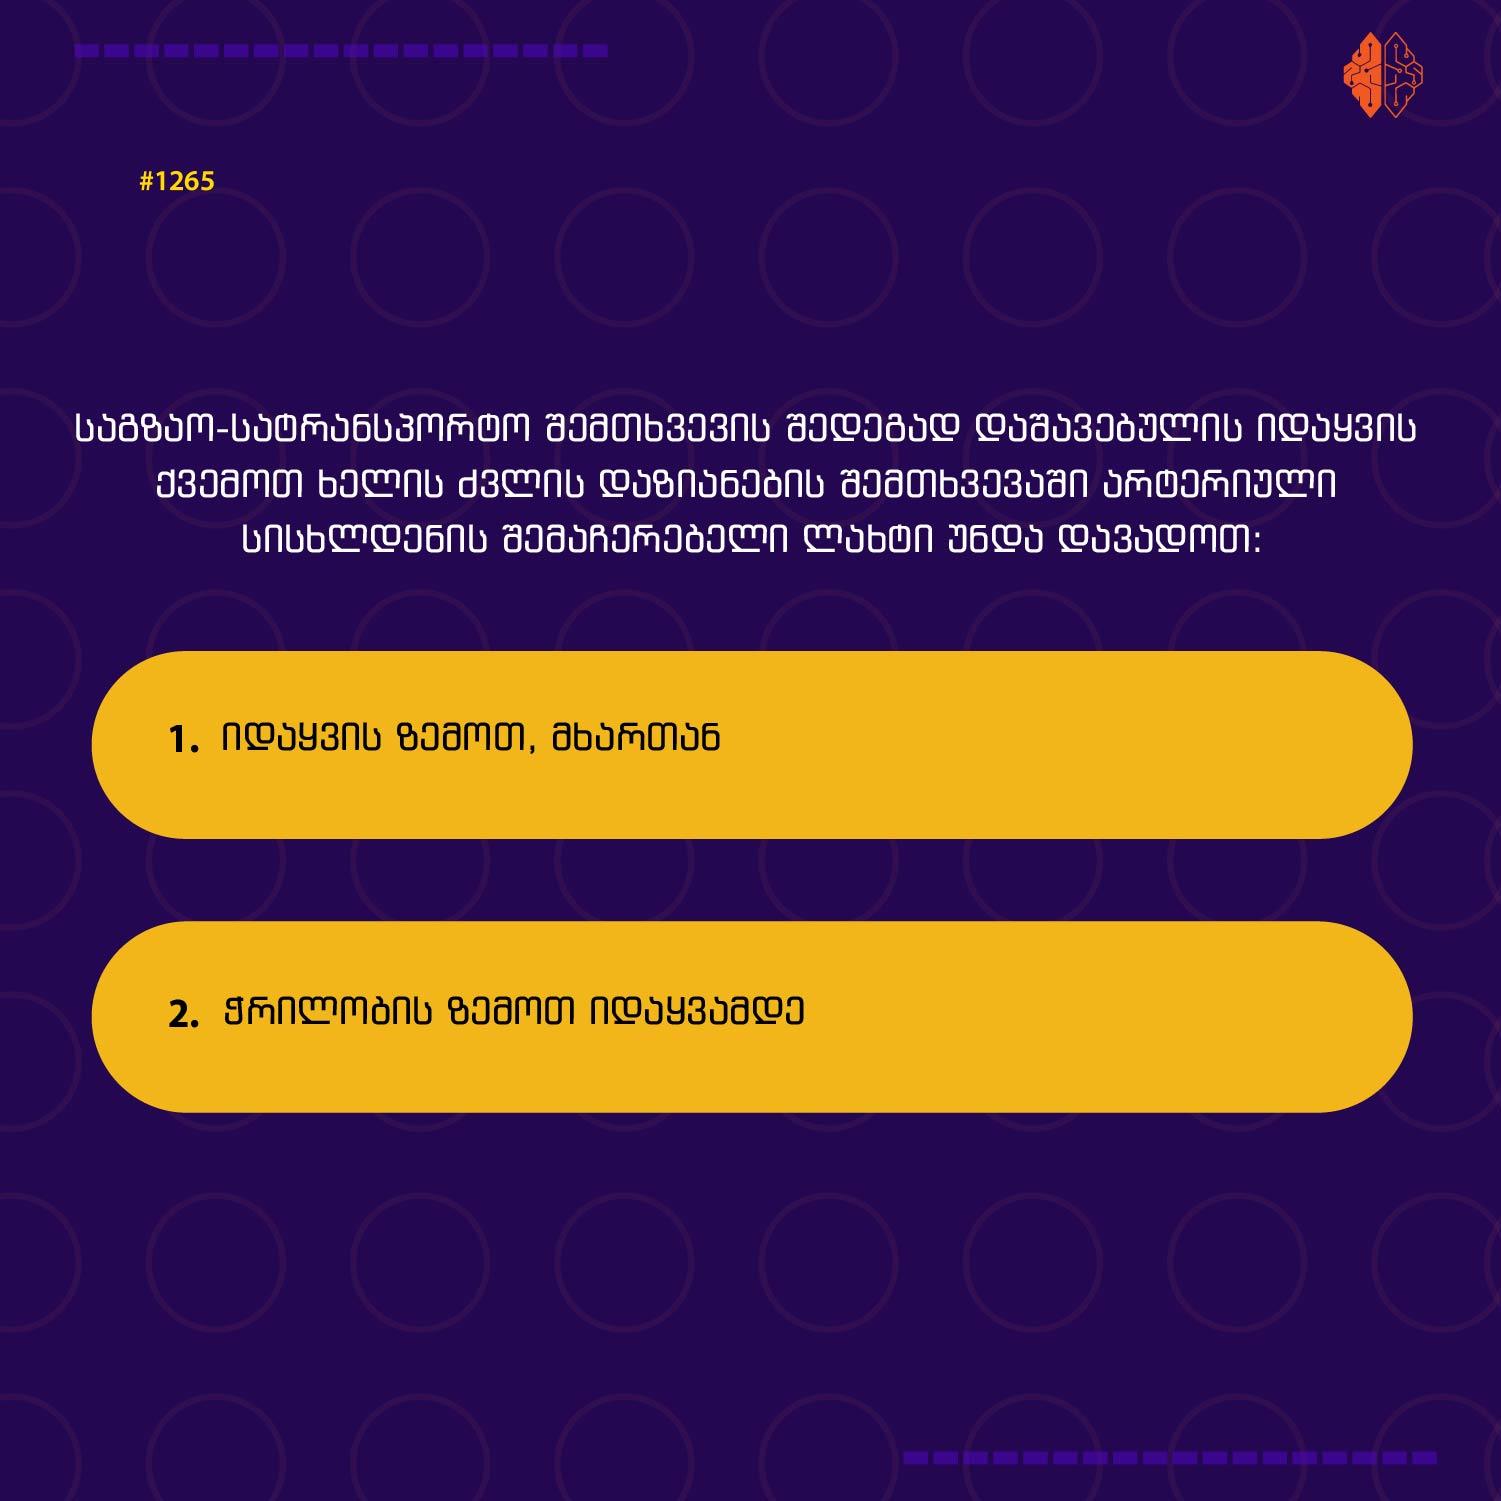 #1265
საგზაო-სატრანსპორტო შემთხვევის შედეგად დაშავებულის იდაყვის
ქვემოთ ხელის ძვლის დაზიანების შემთხვევაში არტერიული
სისხლდენის შემაჩერებელი ლახტი უნდა დავადოთ:
1. იდაყვის ზემოთ, მხართან
2. ჭრილობის ზემოთ იდაყვამდე